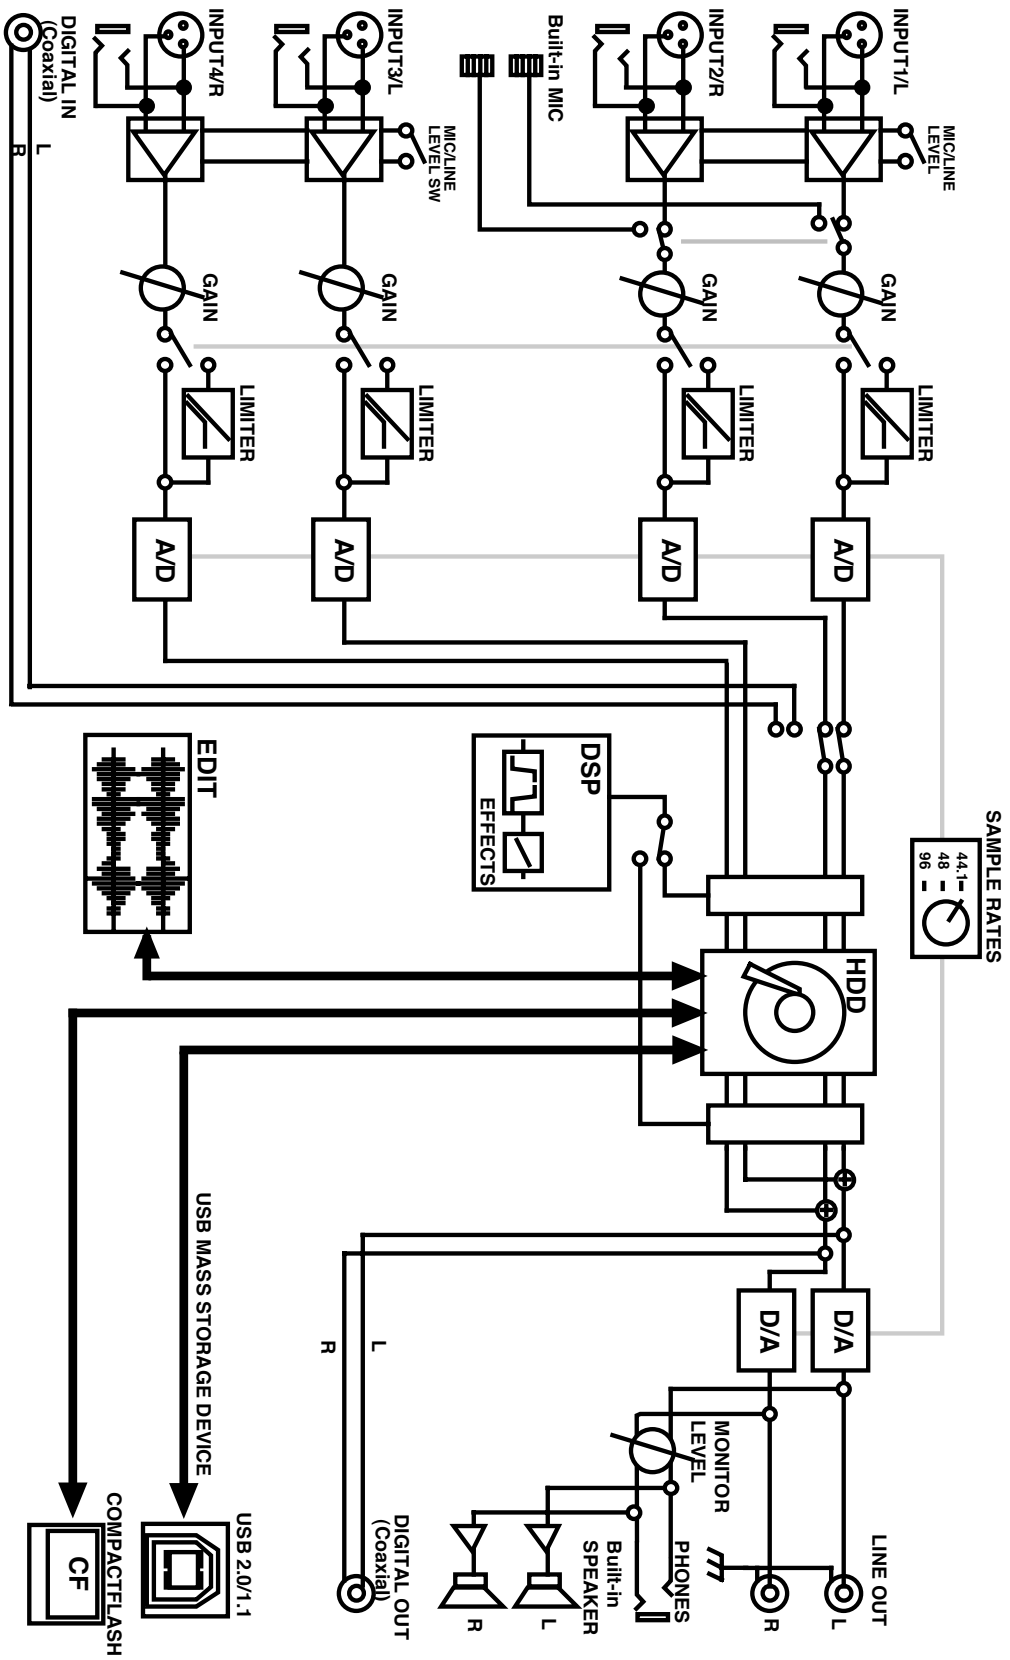 INPUT1/L
INPUT2/R
Built-in MIC
INPUT3/L
INPUT4/R
DIGITAL IN
(Coaxial)
L
R
MIC/LINE
LEVEL
MIC/LINE
LEVEL SW
GAIN
GAIN
GAIN
GAIN
LIMITER
LIMITER
LIMITER
LIMITER
A/D
A/D
A/D
A/D
SAMPLE RATES
44.1
48
96
DSP
EFFECTS
EDIT
HDD
D/A
D/A
USB MASS STORAGE DEVICE
L
R
MONITOR
LEVEL
LINE OUT
L
R
PHONES
Built-in
SPEAKER
L
R
DIGITAL OUT
(Coaxial)
USB 2.0/1.1
COMPACTFLASH
CF